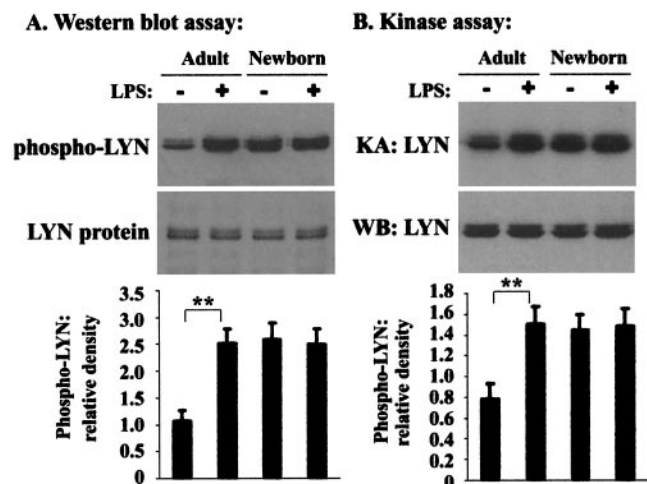 A. Western blot assay:
Adult Newborn
LPS: - + - +
phospho-LYN
LYN protein
Phospho-LYN:
relative density
3.5
3.0
2.5
2.0
1.5
1.0
0.5
0
**
B. Kinase assay:
Adult Newborn
LPS: - + - +
KA: LYN
WB: LYN
Phospho-LYN:
relative density
1.8
1.6
1.4
1.2
1.0
0.8
0.6
0.4
0.2
0
**